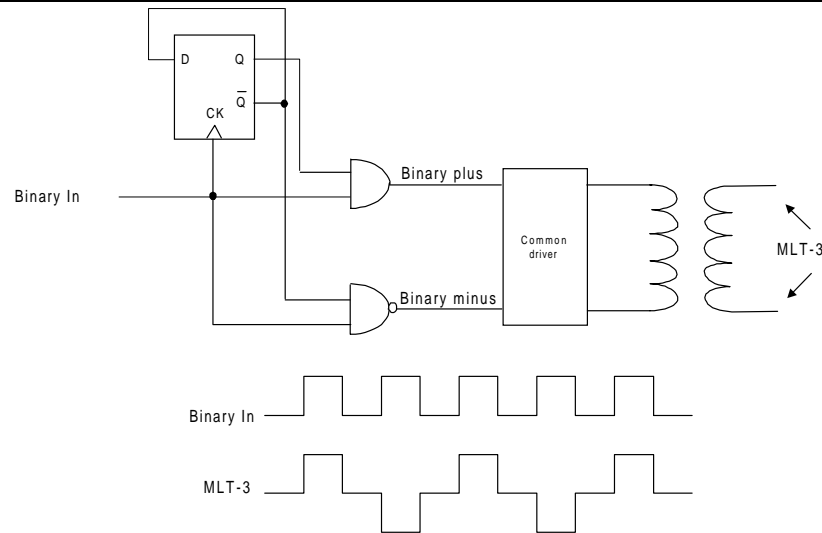 D Q
Q̅
CK
Binary In
Binary plus
Common
driver
MLT-3
Binary minus
Binary In
MLT-3